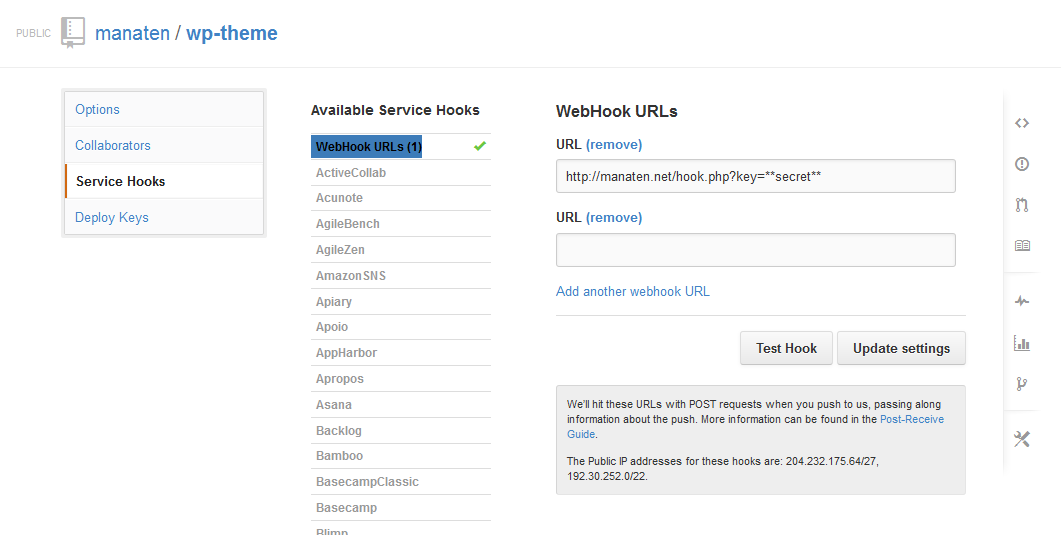 PUBLIC manaten / wp-theme
Options
Collaborators
Service Hooks
Deploy Keys
Available Service Hooks
WebHook URLs (1)
ActiveCollab
Acunote
AgileBench
AgileZen
AmazonSNS
Apiary
Apoio
AppHarbor
Apropos
Asana
Backlog
Bamboo
BasecampClassic
Basecamp
Blimp
WebHook URLs
URL (remove)
http://manaten.net/hook.php?key=**secret**
URL (remove)
Add another webhook URL
Test Hook
Update settings
We'll hit these URLs with POST requests when you push to us, passing along
information about the push. More information can be found in the Post-Receive
Guide.
The Public IP addresses for these hooks are: 204.232.175.64/27,
192.30.252.0/22.